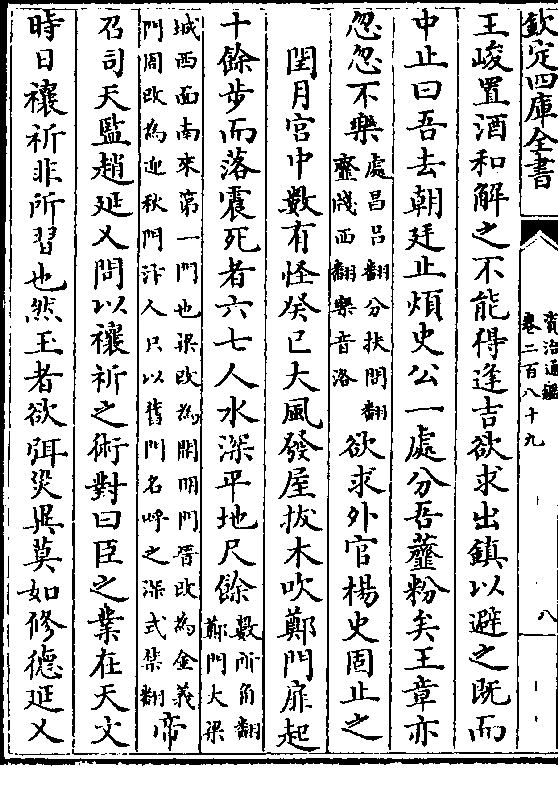 欽定四庫全書
資治通鑑
卷二百八十九
八
王峻置酒和解之不能得逢吉欲求出鎮以避之既而
中止曰吾去朝廷止煩史公一處分吾虀粉矣王章亦
忽忽不樂處昌呂翻分扶問翻
虀牋西翻樂音洛
欲求外官楊史固止之
閏月宮中數有怪癸巳大風發屋拔木吹鄭門扉起
十餘步而落震死者六七人水深平地尺餘數所角翻
鄭門大梁
城西面南來第一門也梁改為開明門晉改為金義
門周改為迎秋門汴人只以舊門名呼之深式禁翻
帝
召司天監趙延乂問以禳祈之術對曰臣之業在天文
時日禳祈非所習也然王者欲弭災異莫如修德延乂